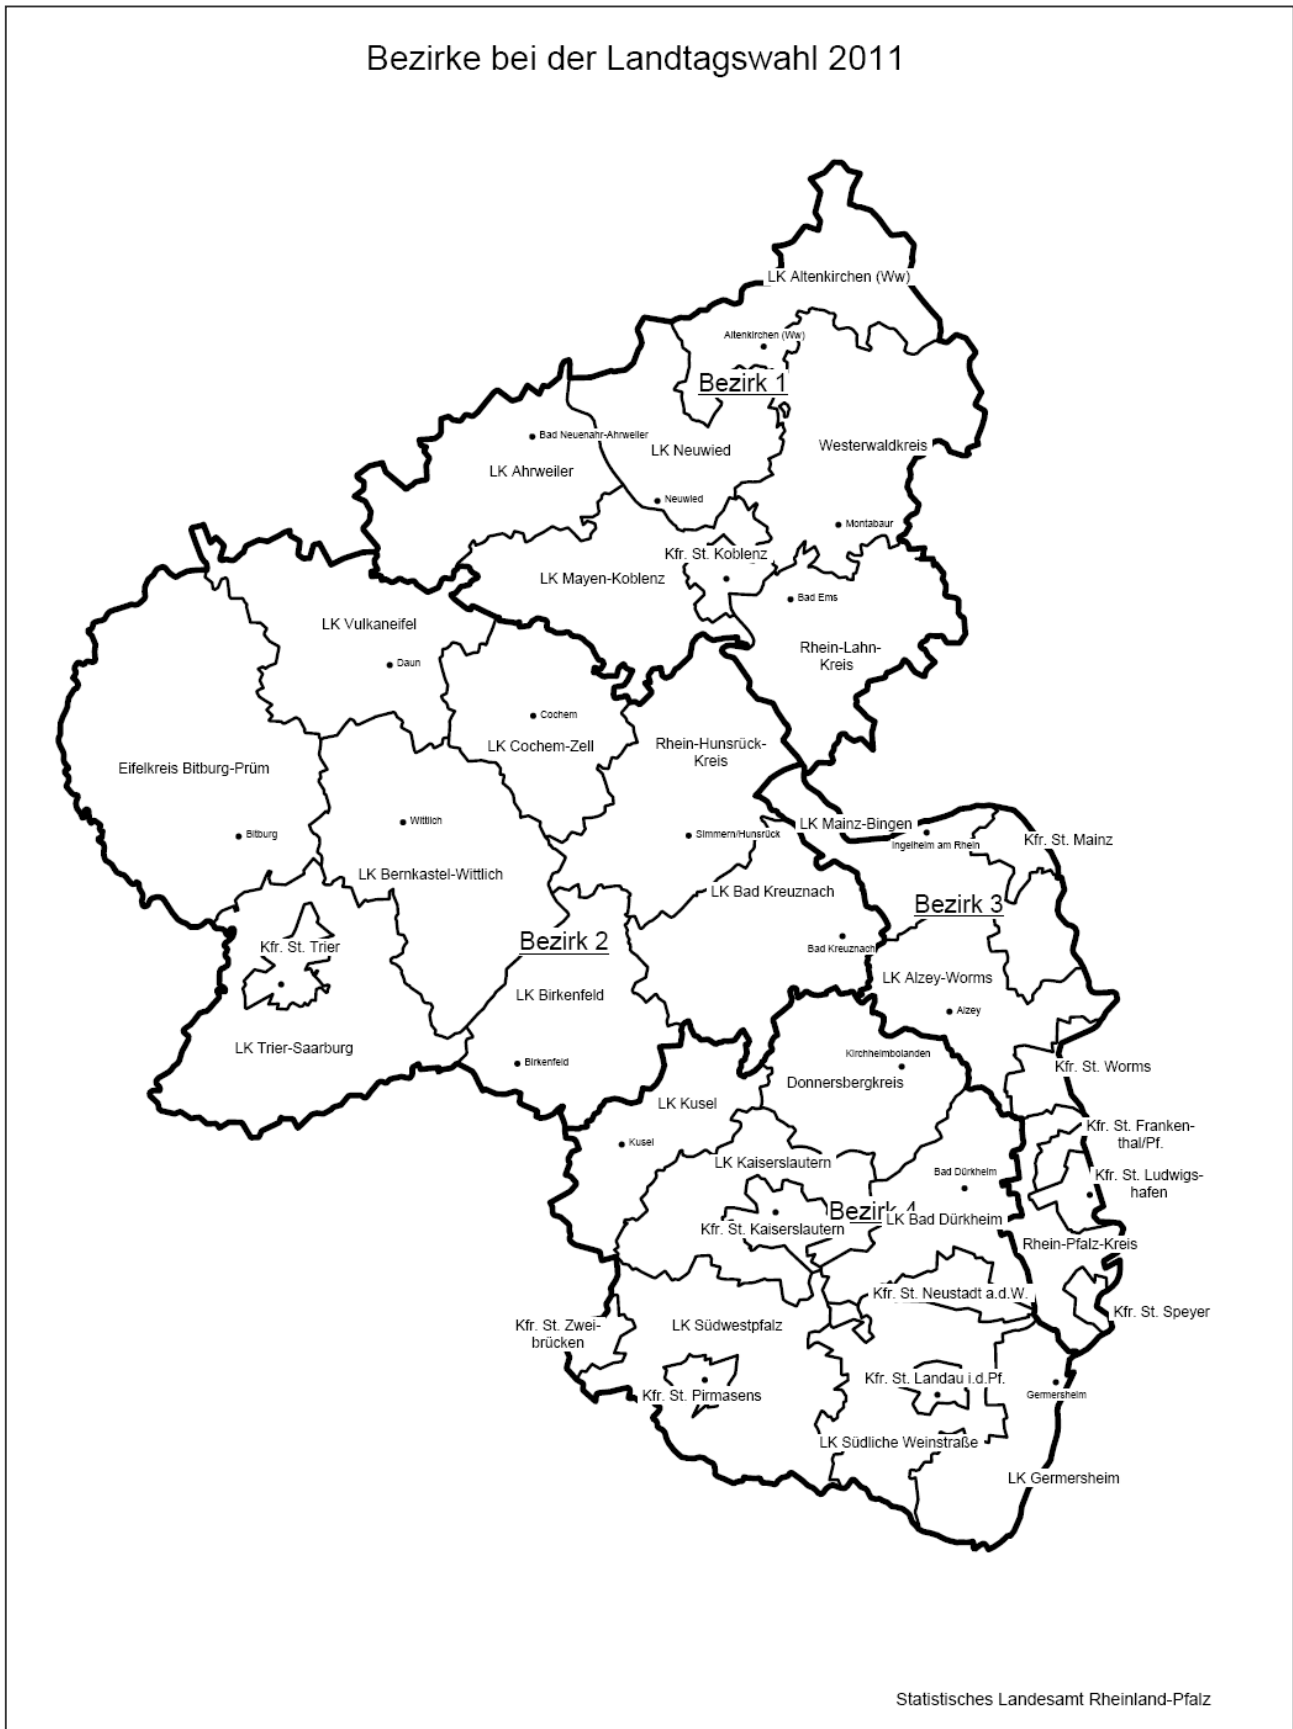 Bezirke bei der Landtagswahl 2011
LK Altenkirchen (Ww)
Altenkirchen (Ww)
Bezirk 1
Bad Neuenahr-Ahrweiler
LK Neuwied
Westerwaldkreis
LK Ahrweiler
Neuwied
Montabaur
Kfr. St. Koblenz
LK Mayen-Koblenz
Bad Ems
LK Vulkaneifel
Rhein-Lahn-
Kreis
Daun
Cochem
LK Cochem-Zell
Rhein-Hunsrück-
Kreis
Eifelkreis Bitburg-Prüm
Wittlich
LK Mainz-Bingen
Bitburg
Simmern/Hunsrück
Ingelheim am Rhein
Kfr. St. Mainz
LK Bernkastel-Wittlich
LK Bad Kreuznach
Bezirk 3
Kfr. St. Trier
Bezirk 2
Bad Kreuznach
LK Alzey-Worms
LK Birkenfeld
Alzey
LK Trier-Saarburg
Birkenfeld
Kirchheimbolanden
Donnersbergkreis
Kfr. St. Worms
LK Kusel
Kusel
Kfr. St. Franken-
thal/Pf.
LK Kaiserslautern
Bad Dürkheim
Kfr. St. Ludwigs-
hafen
Bezirk 4
LK Bad Dürkheim
Kfr. St. Kaiserslautern
Rhein-Pfalz-Kreis
Kfr. St. Neustadt a.d.W.
Kfr. St. Speyer
Kfr. St. Zwei-
brücken
LK Südwestpfalz
Kfr. St. Landau i.d.Pf.
Kfr. St. Pirmasens
Germersheim
LK Südliche Weinstraße
LK Germersheim
Statistisches Landesamt Rheinland-Pfalz